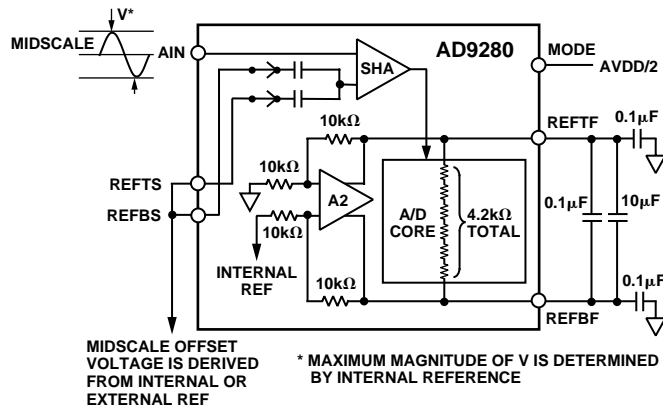 V*
MIDSCALE
AIN
SHA
AD9280
MODE
AVDD/2
10kΩ
0.1µF
REFTF
10kΩ
REFTS
REFBS
A2
A/D
CORE
4.2kΩ
TOTAL
0.1µF
10µF
10kΩ
INTERNAL
REF
10kΩ
0.1µF
REFBF
MIDSCALE OFFSET
VOLTAGE IS DERIVED
FROM INTERNAL OR
EXTERNAL REF
* MAXIMUM MAGNITUDE OF V IS DETERMINED
BY INTERNAL REFERENCE